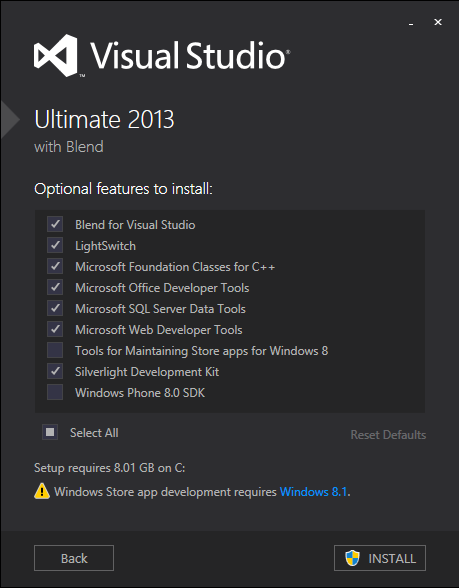 Visual Studio®
™
Ultimate 2013
with Blend
Optional features to install:
Blend for Visual Studio
LightSwitch
Microsoft Foundation Classes for C++
Microsoft Office Developer Tools
Microsoft SQL Server Data Tools
Microsoft Web Developer Tools
Tools for Maintaining Store apps for Windows 8
Silverlight Development Kit
Windows Phone 8.0 SDK
Select All
Reset Defaults
Setup requires 8.01 GB on C:
Windows Store app development requires Windows 8.1.
Back
INSTALL